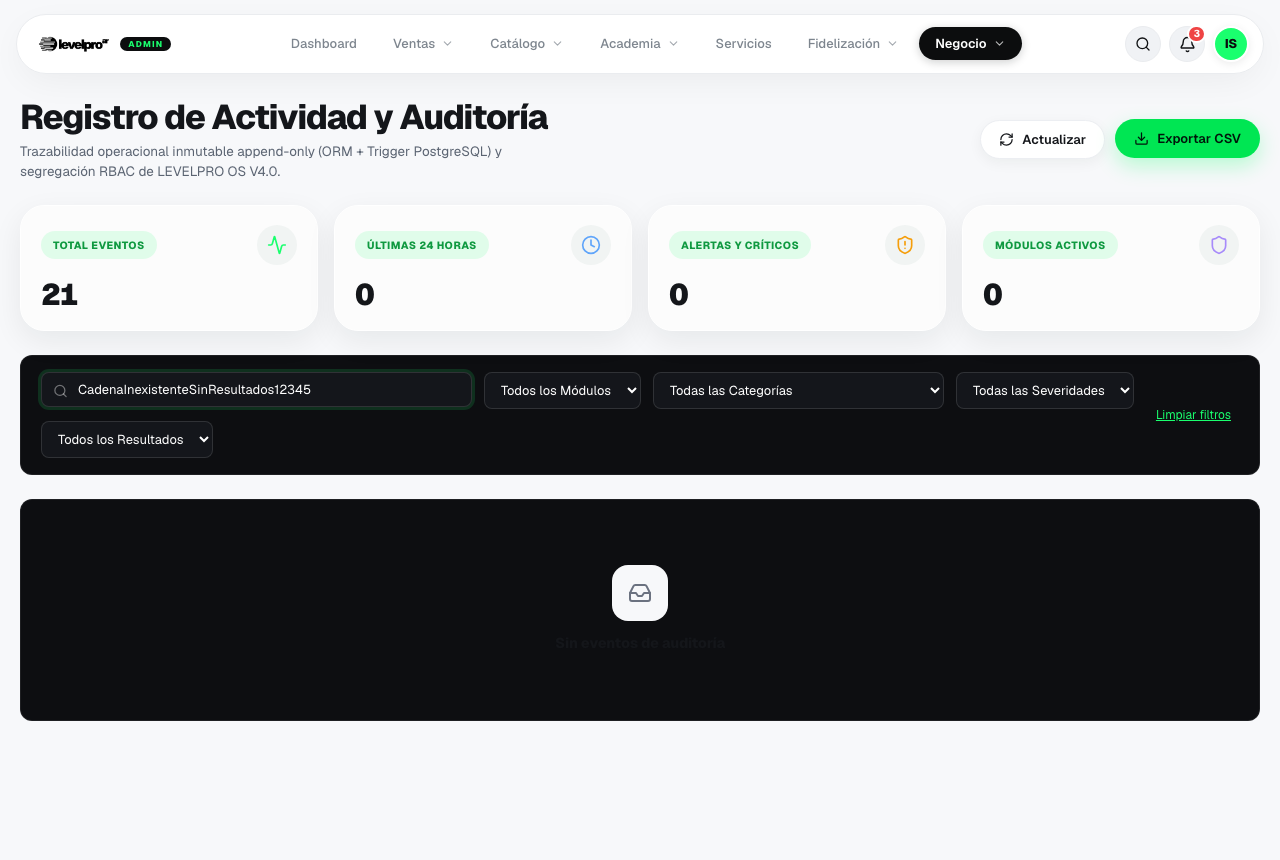 levelpro
ADMIN
Dashboard
Ventas
Catálogo
Academia
Servicios
Fidelización
Negocio
3
IS
Registro de Actividad y Auditoría
Trazabilidad operacional inmutable append-only (ORM + Trigger PostgreSQL) y
segregación RBAC de LEVELPRO OS V4.0.
Actualizar
Exportar CSV
TOTAL EVENTOS
21
ÚLTIMAS 24 HORAS
0
ALERTAS Y CRÍTICOS
0
MÓDULOS ACTIVOS
0
CadenaInexistenteSinResultados12345
Todos los Módulos
Todas las Categorías
Todas las Severidades
Todos los Resultados
Limpiar filtros
Sin eventos de auditoría